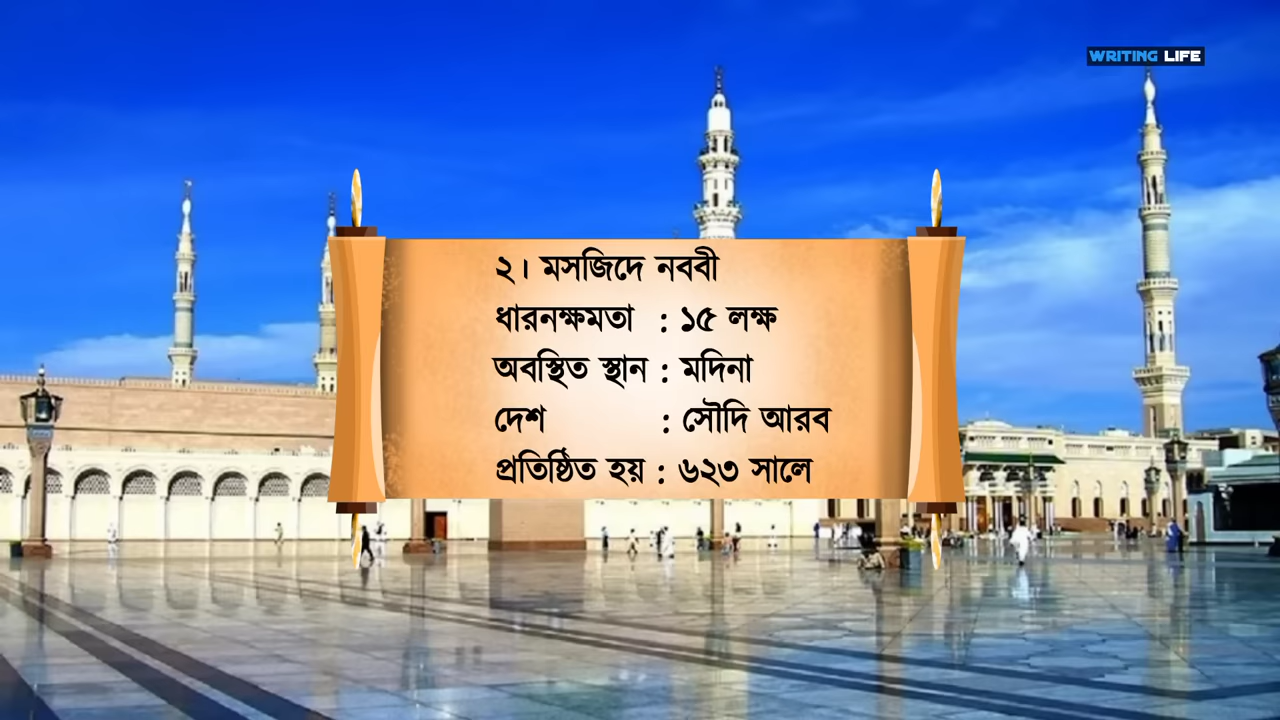 WRITING LIFE
২। মসজিদে নববী
ধারনক্ষমতা : ১৫ লক্ষ
অবস্থিত স্থান : মদিনা
দেশ : সৌদি আরব
প্রতিষ্ঠিত হয় : ৬২৩ সালে